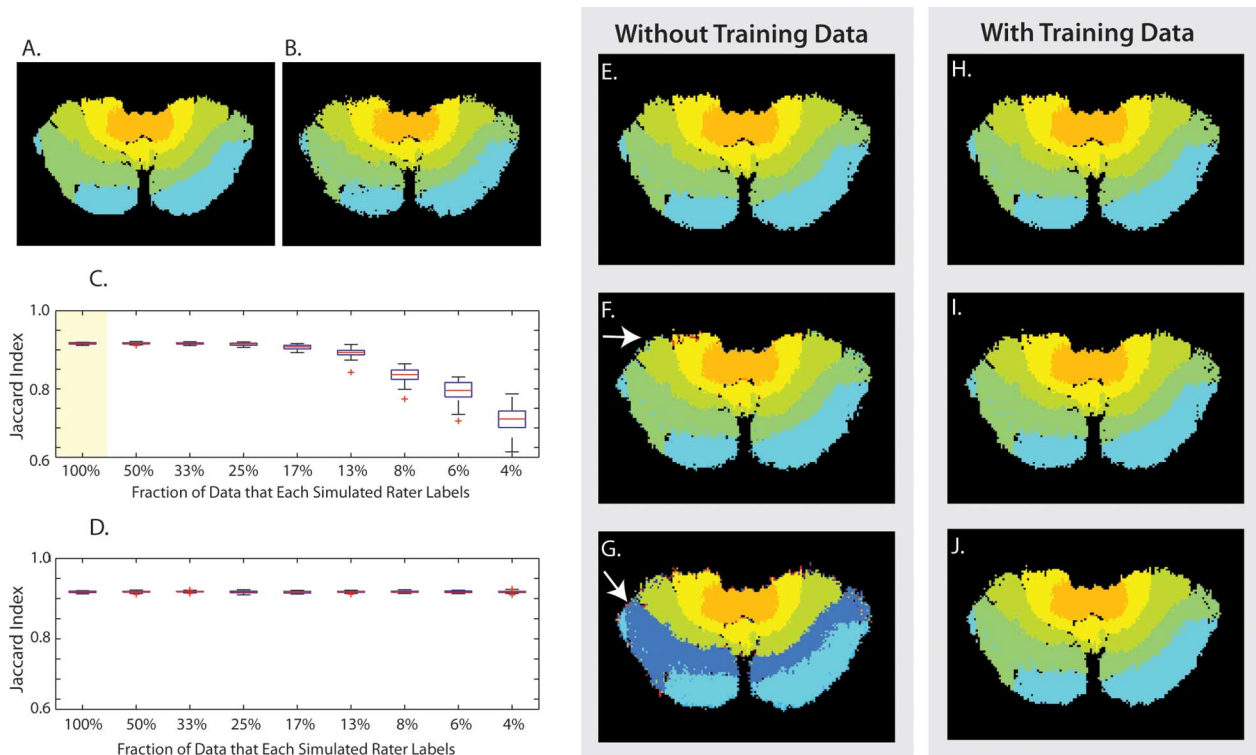 A.
B.
C.
1.0
0.8
0.6
Jaccard Index
100% 50% 33% 25% 17% 13% 8% 6% 4%
Fraction of Data that Each Simulated Rater Labels
D.
1.0
0.8
0.6
Jaccard Index
100% 50% 33% 25% 17% 13% 8% 6% 4%
Fraction of Data that Each Simulated Rater Labels
Without Training Data
E.
F.
G.
With Training Data
H.
I.
J.